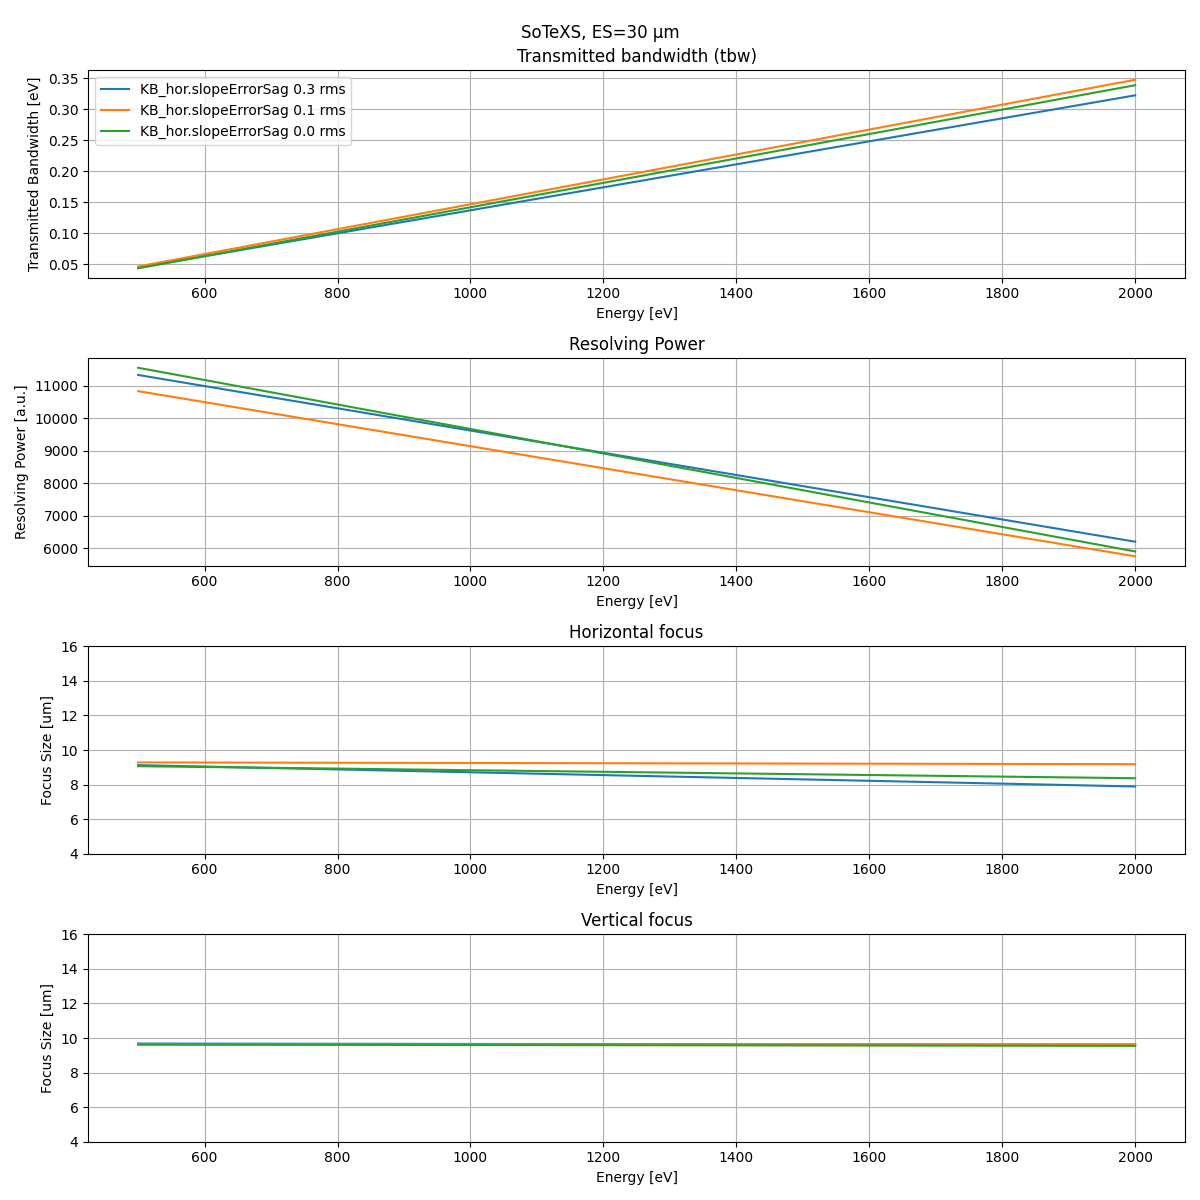 SoTeXS, ES=30 μm
Transmitted bandwidth (tbw)
Transmitted Bandwidth [eV]
0.35
0.30
0.25
0.20
0.15
0.10
0.05
KB_hor.slopeErrorSag 0.3 rms
KB_hor.slopeErrorSag 0.1 rms
KB_hor.slopeErrorSag 0.0 rms
600 800 1000 1200 1400 1600 1800 2000
Energy [eV]
Resolving Power
Resolving Power [a.u.]
11000
10000
9000
8000
7000
6000
600 800 1000 1200 1400 1600 1800 2000
Energy [eV]
Horizontal focus
Focus Size [um]
16
14
12
10
8
6
4
600 800 1000 1200 1400 1600 1800 2000
Energy [eV]
Vertical focus
Focus Size [um]
16
14
12
10
8
6
4
600 800 1000 1200 1400 1600 1800 2000
Energy [eV]